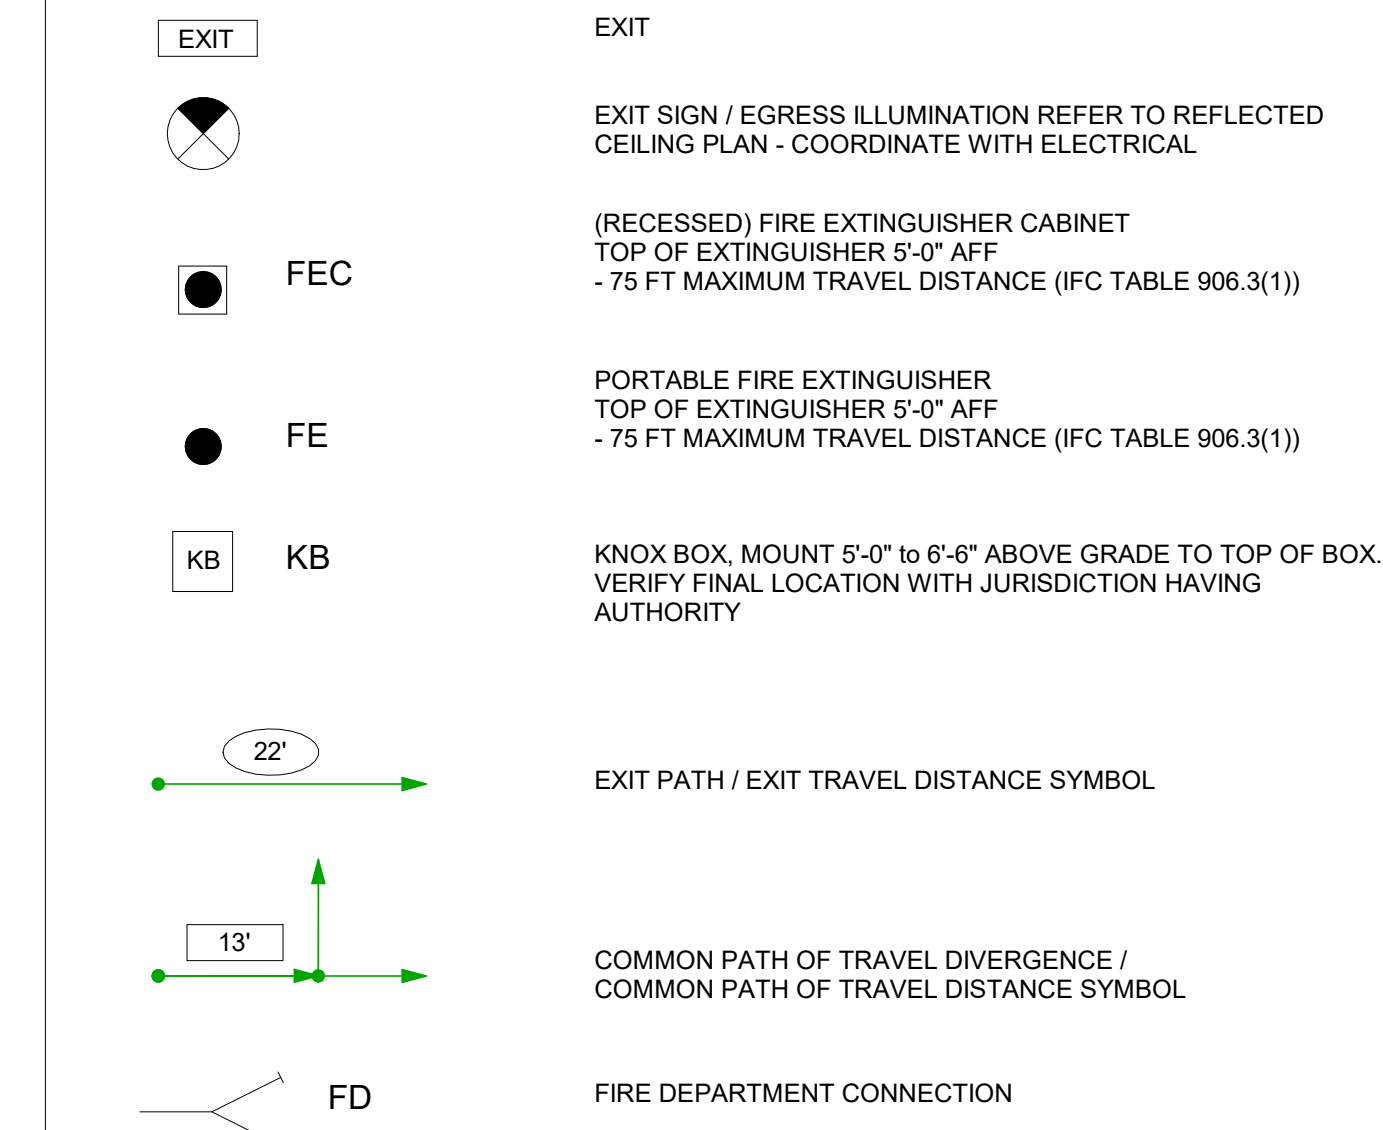 EXIT
EXIT
EXIT SIGN / EGRESS ILLUMINATION REFER TO REFLECTED
CEILING PLAN - COORDINATE WITH ELECTRICAL
FEC
(RECESSED) FIRE EXTINGUISHER CABINET
TOP OF EXTINGUISHER 5'-0" AFF
- 75 FT MAXIMUM TRAVEL DISTANCE (IFC TABLE 906.3(1))
FE
PORTABLE FIRE EXTINGUISHER
TOP OF EXTINGUISHER 5'-0" AFF
- 75 FT MAXIMUM TRAVEL DISTANCE (IFC TABLE 906.3(1))
KB
KB
KNOX BOX, MOUNT 5'-0" to 6'-6" ABOVE GRADE TO TOP OF BOX.
VERIFY FINAL LOCATION WITH JURISDICTION HAVING
AUTHORITY
22'
EXIT PATH / EXIT TRAVEL DISTANCE SYMBOL
13'
COMMON PATH OF TRAVEL DIVERGENCE /
COMMON PATH OF TRAVEL DISTANCE SYMBOL
FD
FIRE DEPARTMENT CONNECTION